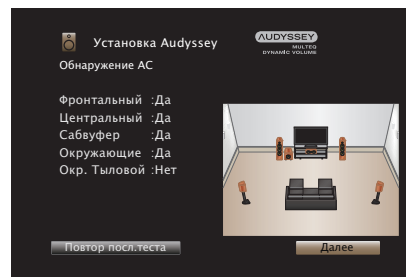 Установка Audyssey
AUDYSSEY
MULTEQ
DYNAMIC VOLUME
Обнаружение АС
Фронтальный :Да
Центральный :Да
Сабвуфер :Да
Окружающие :Да
Окр. Тыловой :Нет
Повтор посл.теста
Далее